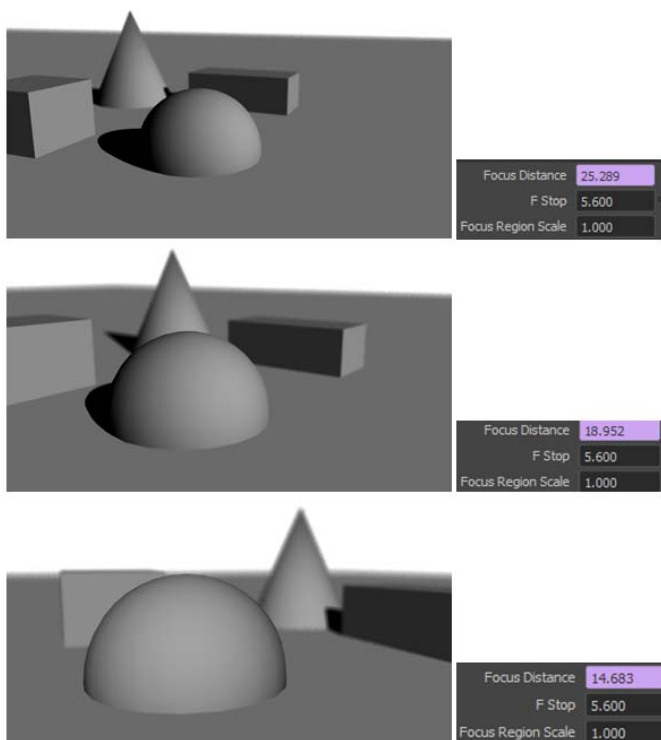 Focus Distance 25.289
F Stop 5.600
Focus Region Scale 1.000
Focus Distance 18.952
F Stop 5.600
Focus Region Scale 1.000
Focus Distance 14.683
F Stop 5.600
Focus Region Scale 1.000